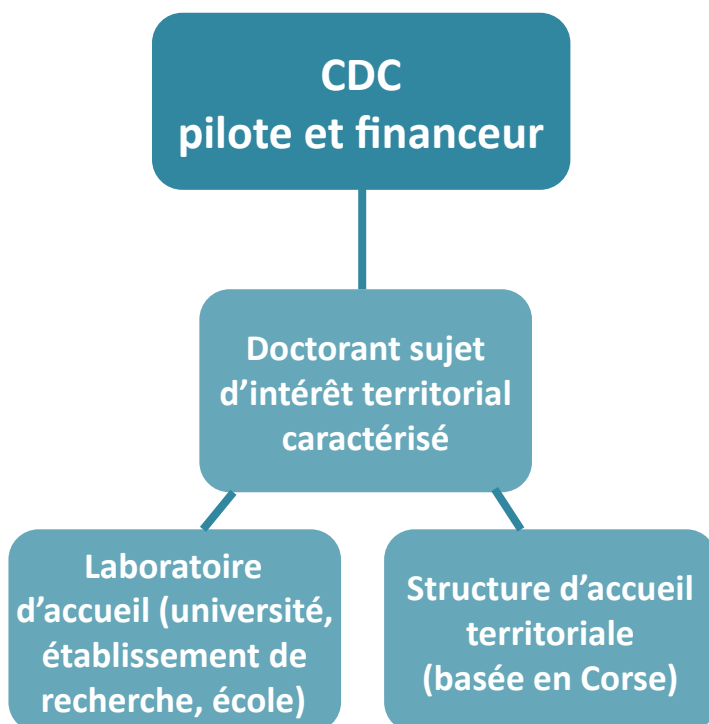 CDC
pilote et financeur
Doctorant sujet
d’intérêt territorial
caractérisé
Laboratoire
d’accueil (université,
établissement de
recherche, école)
Structure d’accueil
territoriale
(basée en Corse)